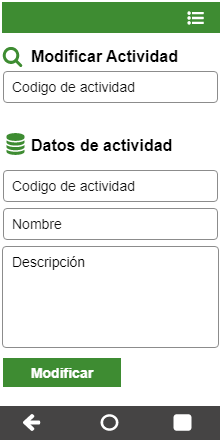 Modificar Actividad
Codigo de actividad
Datos de actividad
Codigo de actividad
Nombre
Descripción
Modificar